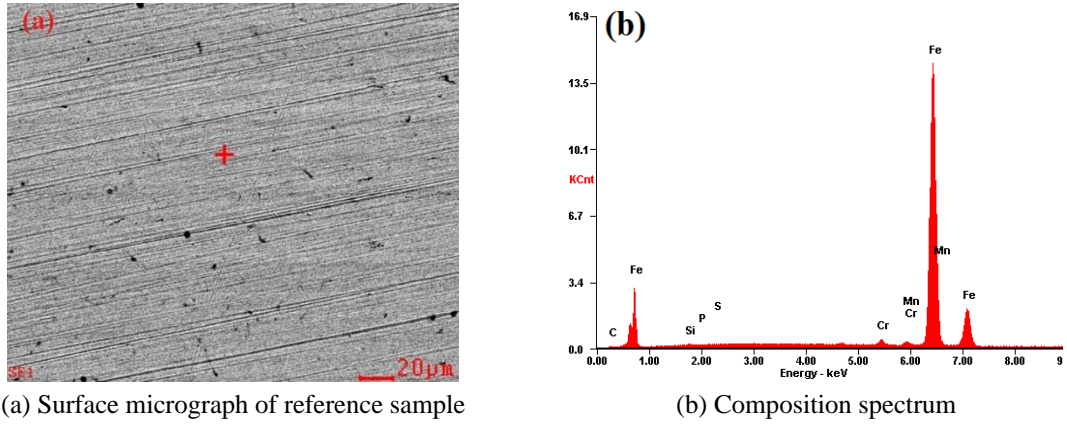 (a)
SE1
20μm
(b)
16.9
13.5
10.1
KCnt
6.7
3.4
0.0
Fe
Mn
Fe
Fe
S
P
Si
C
Mn
Cr
Cr
0.00 1.00 2.00 3.00 4.00 5.00 6.00 7.00 8.00 9
Energy - keV
(a) Surface micrograph of reference sample
(b) Composition spectrum